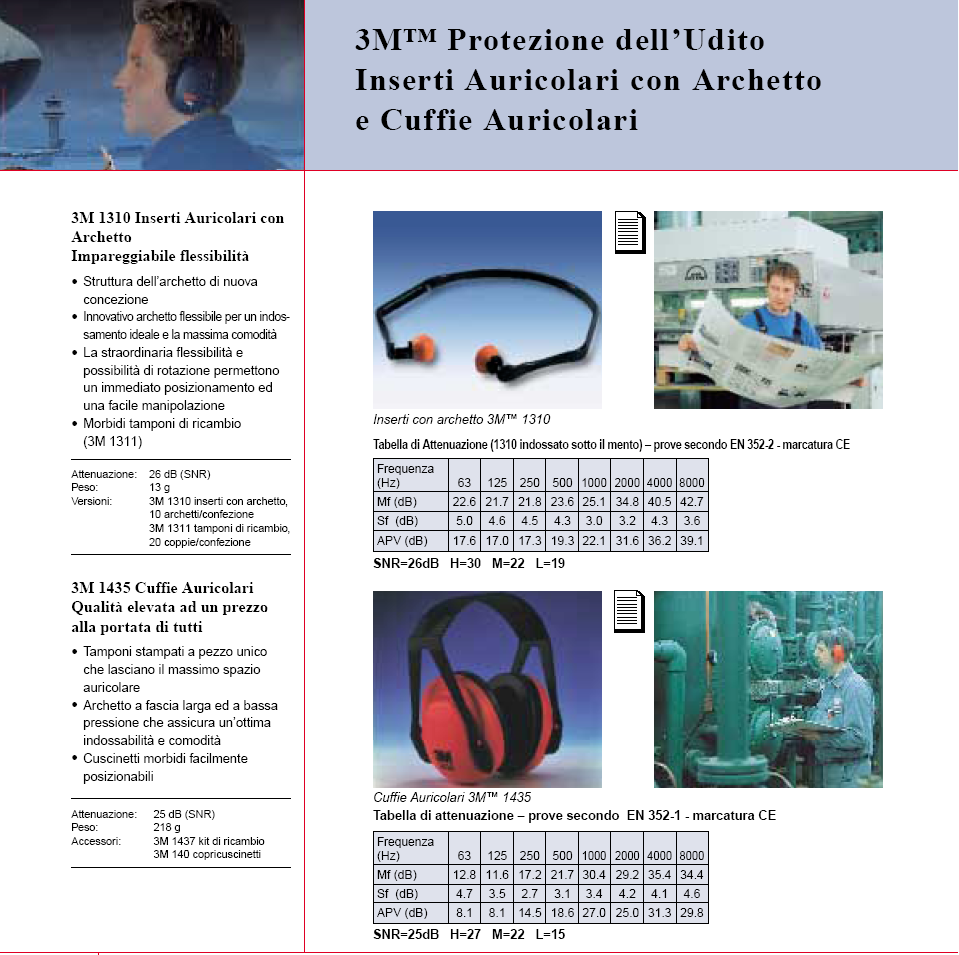 3M™ Protezione dell’Udito
Inserti Auricolari con Archetto
e Cuffie Auricolari
3M 1310 Inserti Auricolari con
Archetto
Impareggiabile flessibilità
• Struttura dell’archetto di nuova
concezione
• Innovativo archetto flessibile per un indos-
samento ideale e la massima comodità
• La straordinaria flessibilità e
possibilità di rotazione permettono
un immediato posizionamento ed
una facile manipolazione
• Morbidi tamponi di ricambio
(3M 1311)
Attenuazione: 26 dB (SNR)
Peso: 13 g
Versioni: 3M 1310 inserti con archetto,
10 archetti/confezione
3M 1311 tamponi di ricambio,
20 coppie/confezione
3M 1435 Cuffie Auricolari
Qualità elevata ad un prezzo
alla portata di tutti
• Tamponi stampati a pezzo unico
che lasciano il massimo spazio
auricolare
• Archetto a fascia larga ed a bassa
pressione che assicura un’ottima
indossabilità e comodità
• Cuscinetti morbidi facilmente
posizionabili
Attenuazione: 25 dB (SNR)
Peso: 218 g
Accessori: 3M 1437 kit di ricambio
3M 140 copricuscinetti
Inserti con archetto 3M™ 1310
Tabella di Attenuazione (1310 indossato sotto il mento) – prove secondo EN 352-2 - marcatura CE
Frequenza
(Hz) 63 125 250 500 1000 2000 4000 8000
Mf (dB) 22.6 21.7 21.8 23.6 25.1 34.8 40.5 42.7
Sf (dB) 5.0 4.6 4.5 4.3 3.0 3.2 4.3 3.6
APV (dB) 17.6 17.0 17.3 19.3 22.1 31.6 36.2 39.1
SNR=26dB H=30 M=22 L=19
3M
Cuffie Auricolari 3M™ 1435
Tabella di attenuazione – prove secondo EN 352-1 - marcatura CE
Frequenza
(Hz) 63 125 250 500 1000 2000 4000 8000
Mf (dB) 12.8 11.6 17.2 21.7 30.4 29.2 35.4 34.4
Sf (dB) 4.7 3.5 2.7 3.1 3.4 4.2 4.1 4.6
APV (dB) 8.1 8.1 14.5 18.6 27.0 25.0 31.3 29.8
SNR=25dB H=27 M=22 L=15